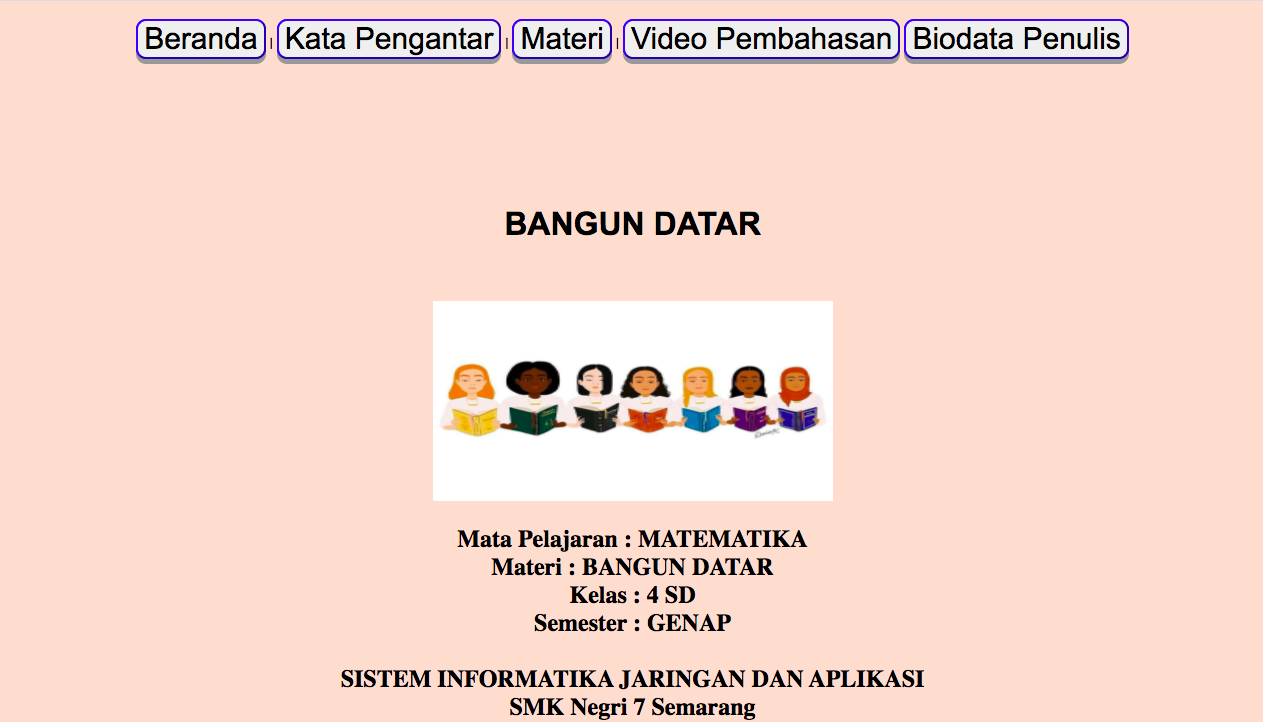 Beranda | Kata Pengantar | Materi | Video Pembahasan Biodata Penulis
BANGUN DATAR
Mata Pelajaran : MATEMATIKA
Materi : BANGUN DATAR
Kelas : 4 SD
Semester : GENAP
SISTEM INFORMATIKA JARINGAN DAN APLIKASI
SMK Negri 7 Semarang